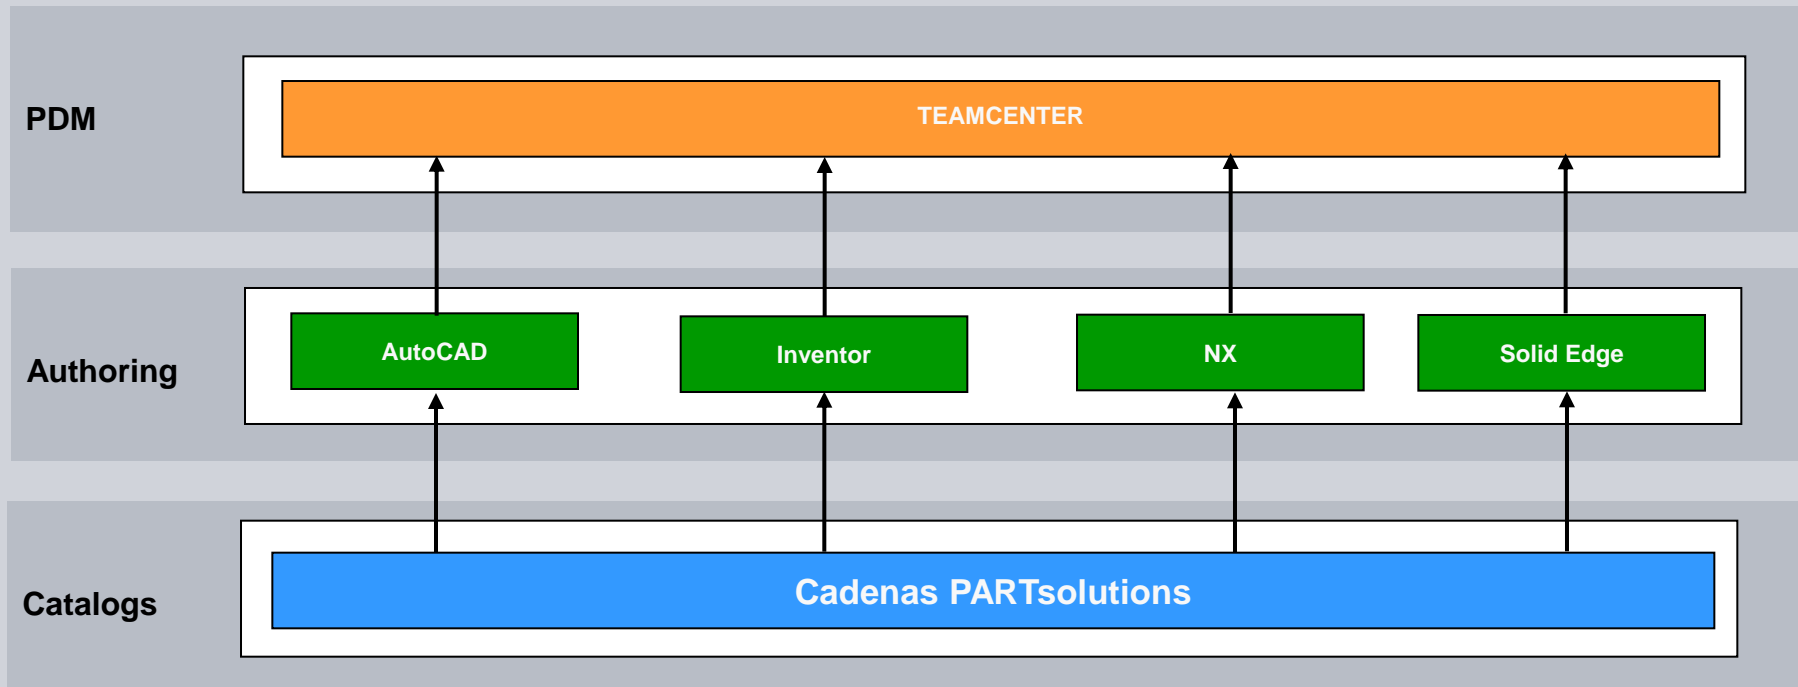 PDM
TEAMCENTER
Authoring
AutoCAD
Inventor
NX
Solid Edge
Catalogs
Cadenas PARTsolutions